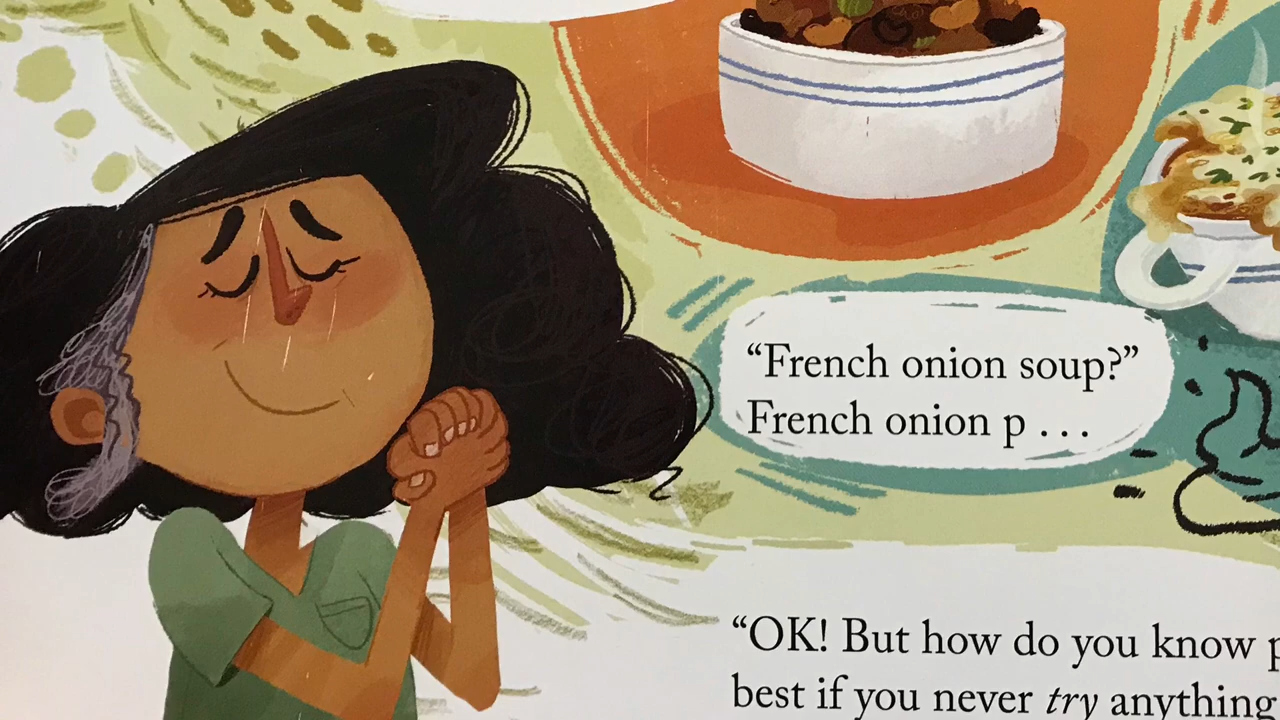 “French onion soup?”
French onion p . . .
“OK! But how do you know
best if you never try anything